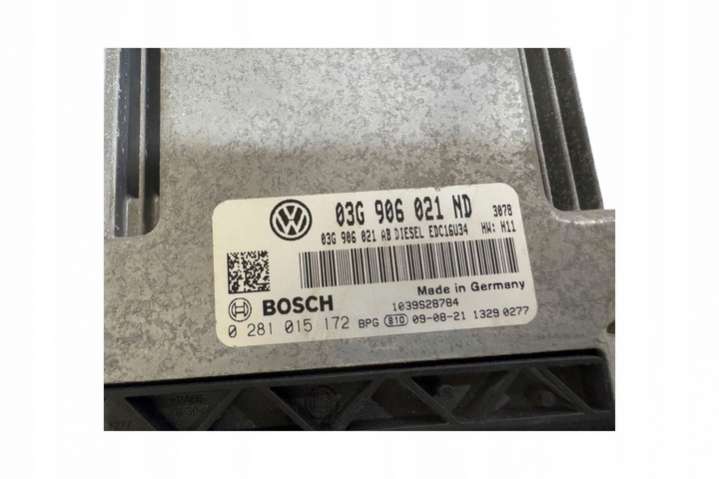 03G 906 021 ND 3078
03G 906 021 AB DIESEL EDC16U34 HW: H11
Made in Germany
BOSCH 1039S28784
0 281 015 172 BPG 810 09-08-21 1329 0277